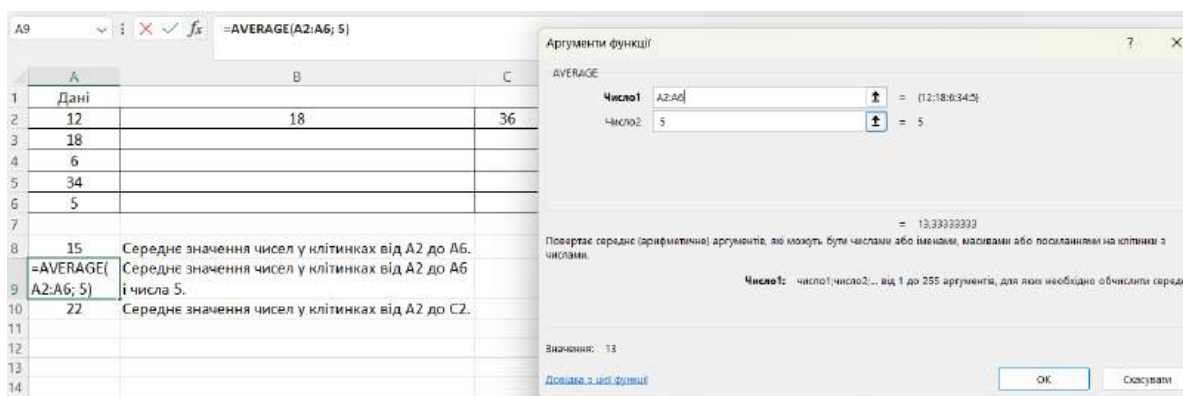 A9 fx =AVERAGE(A2:A6; 5)
A B C
1 Дані
2 12 18 36
3 18
4 6
5 34
6 5
7
8 15 Середнє значення чисел у клітинках від A2 до A6.
=AVERAGE( Середнє значення чисел у клітинках від A2 до A6
9 A2:A6; 5) і числа 5.
10 22 Середнє значення чисел у клітинках від A2 до C2.
11
12
13
14
Аргументи функції ? ×
AVERAGE
Число1 A2:A6 = {12:18:6:34:5}
Число2 5 = 5
= 13,33333333
Повертає середнє (арифметичне) аргументів, які можуть бути числами або іменами, масивами або посиланнями на клітинки з
числами.
Число1: число1;число2;... від 1 до 255 аргументів, для яких необхідно обчислити
Значення: 13
Довідка з цієї функції OK Скасувати